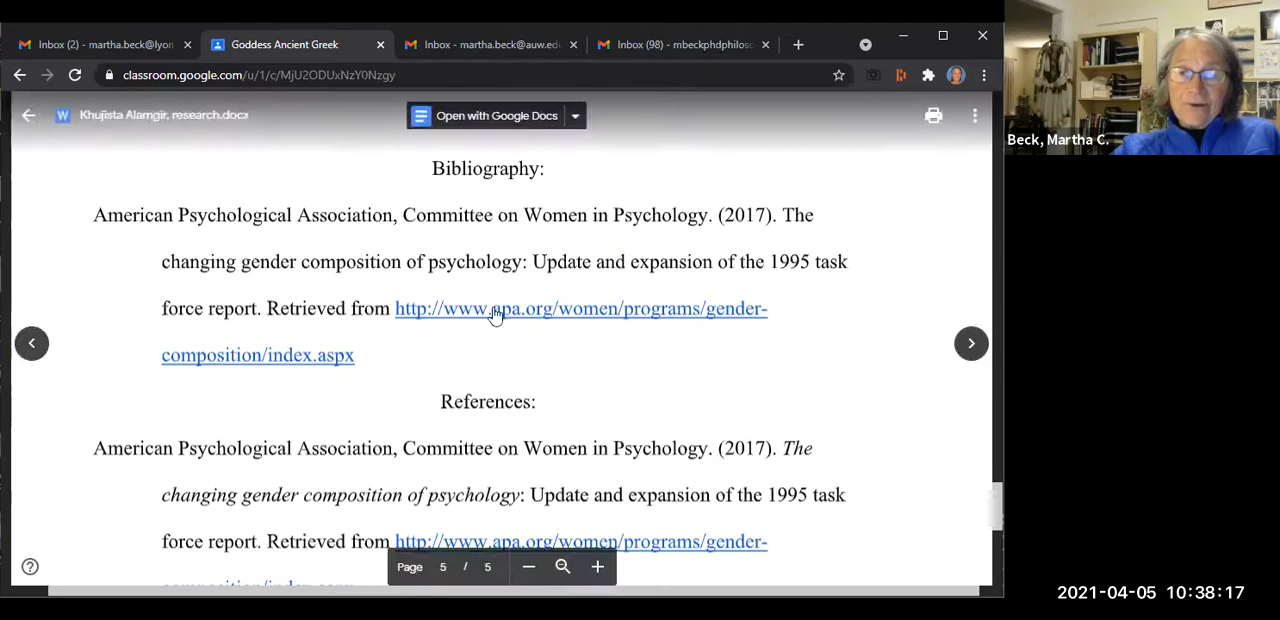 Inbox (2) - martha.beck@lyon
Goddess Ancient Greek
Inbox - martha.beck@auw.ed
Inbox (98) - mbeckphdphilos
classroom.google.com/u/1/c/MjU2ODUxNzY0Nzgy
Khujista Alamgir, research.docx
Open with Google Docs
Beck, Martha C.
Bibliography:
American Psychological Association, Committee on Women in Psychology. (2017). The
changing gender composition of psychology: Update and expansion of the 1995 task
force report. Retrieved from http://www.apa.org/women/programs/gender-
composition/index.aspx
References:
American Psychological Association, Committee on Women in Psychology. (2017). The
changing gender composition of psychology: Update and expansion of the 1995 task
force report. Retrieved from http://www.apa.org/women/programs/gender-
composition/index.aspx
Page 5 / 5
2021-04-05 10:38:17